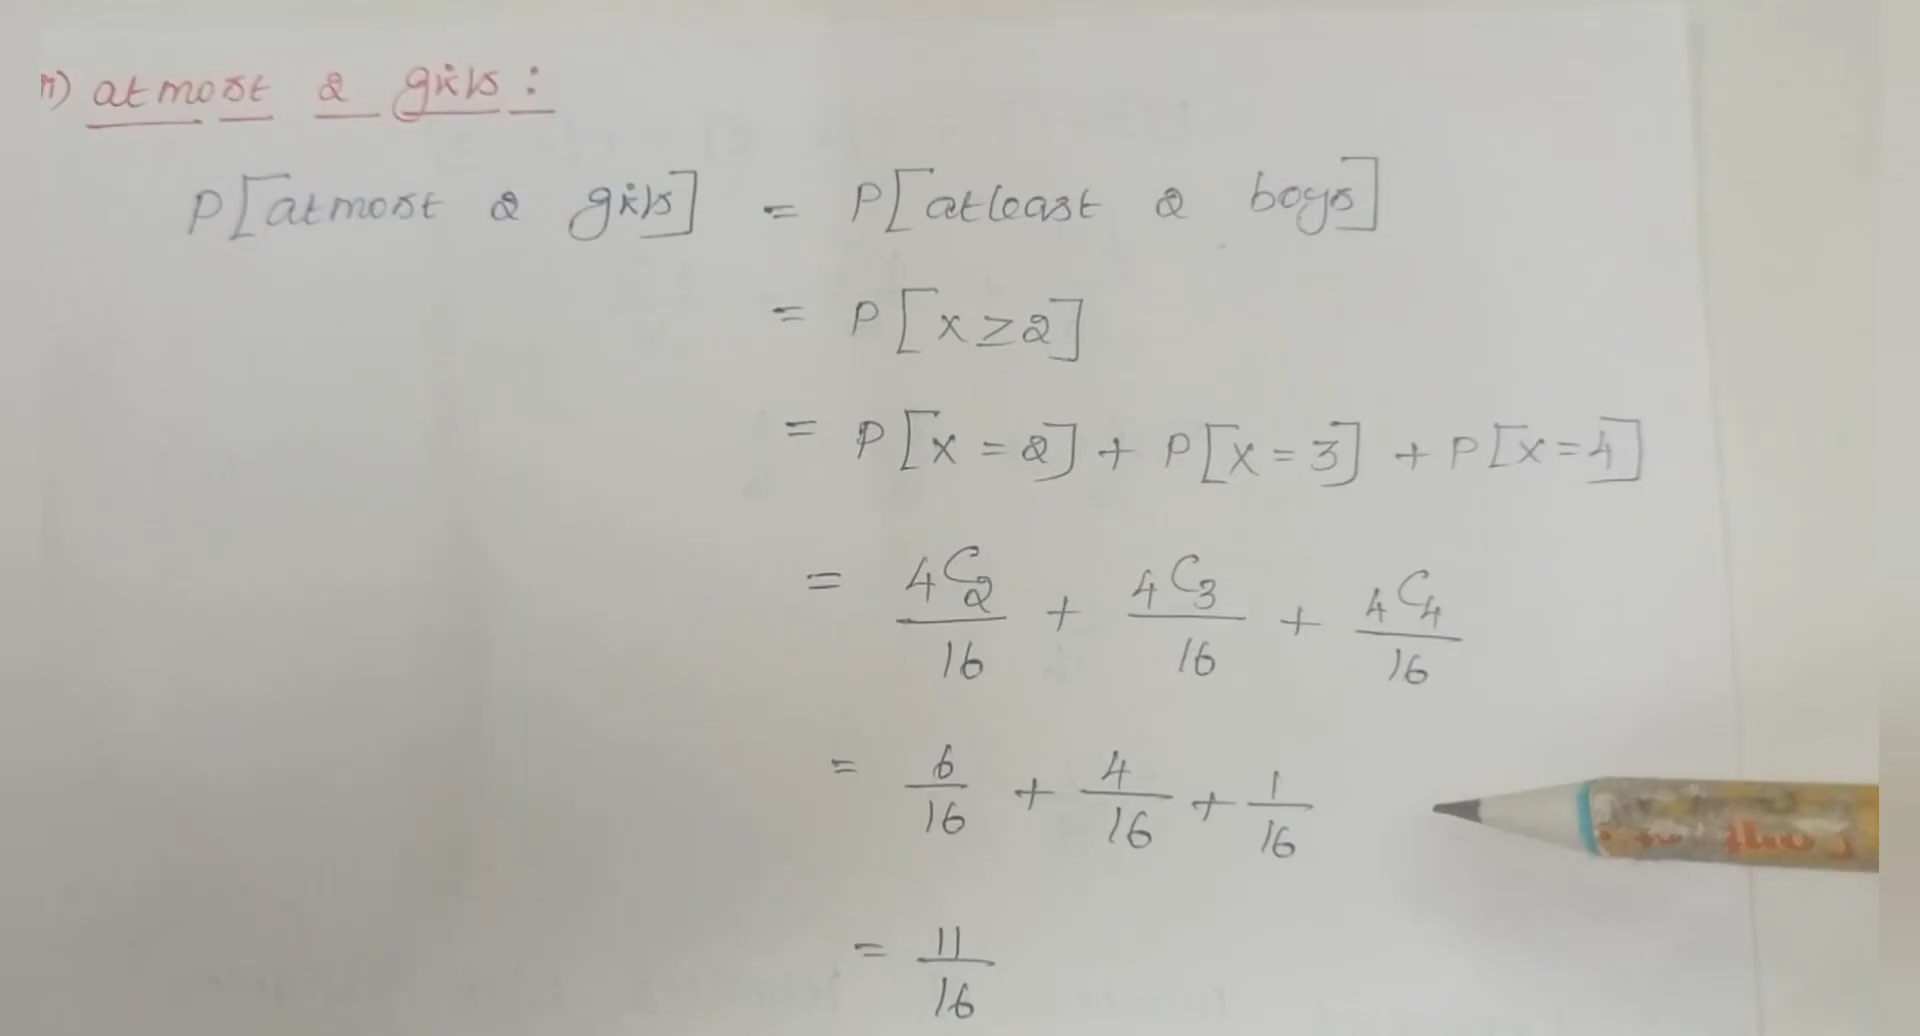 atmost 2 girls :
P[atmost 2 girls] = P[atleast 2 boys]
= P[x≥2]
= P[x=2] + P[x=3] + P[x=4]
= 4C2/16 + 4C3/16 + 4C4/16
= 6/16 + 4/16 + 1/16
= 11/16